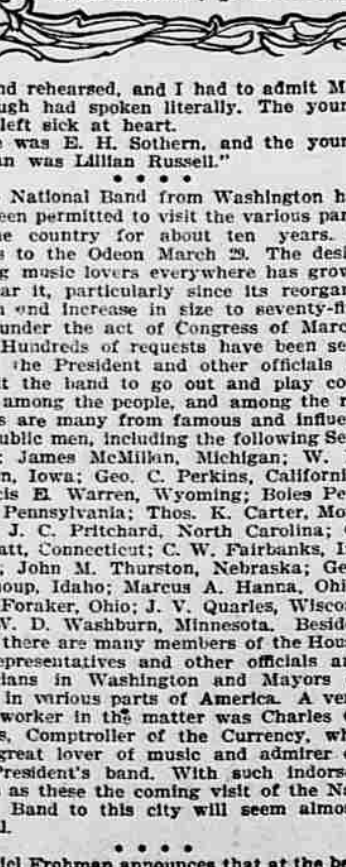 nd rehearsed, and I had to admit M
ugh had spoken literally. The your
left sick at heart.
e was E. H. Sothern, and the your
an was Lillian Russell."
• • • •
National Band from Washington h
een permitted to visit the various par
he country for about ten years.
s to the Odeon March 29. The desi
g music lovers everywhere has grow
ar it, particularly since its reorgan
n and increase in size to seventy-fi
under the act of Congress of Marc
Hundreds of requests have been se
the President and other officials
it the band to go out and play co
among the people, and among the r
s are many from famous and influe
ublic men, including the following Se
: James McMillan, Michigan; W.
n, Iowa; Geo. C. Perkins, Californi
cis E. Warren, Wyoming; Boies Pe
Pennsylvania; Thos. K. Carter, Mo
J. C. Pritchard, North Carolina; 
att, Connecticut; C. W. Fairbanks, I
; John M. Thurston, Nebraska; Ge
oup, Idaho; Marcus A. Hanna, Ohi
Foraker, Ohio; J. V. Quarles, Wisco
W. D. Washburn, Minnesota. Besid
there are many members of the Hou
epresentatives and other officials an
ians in Washington and Mayors
in various parts of America. A ver
worker in the matter was Charles
s, Comptroller of the Currency, wh
great lover of music and admirer o
President's band. With such indors
s as these the coming visit of the Na
Band to this city will seem almo
l.
• • • •
iel Frohman announces that at the be